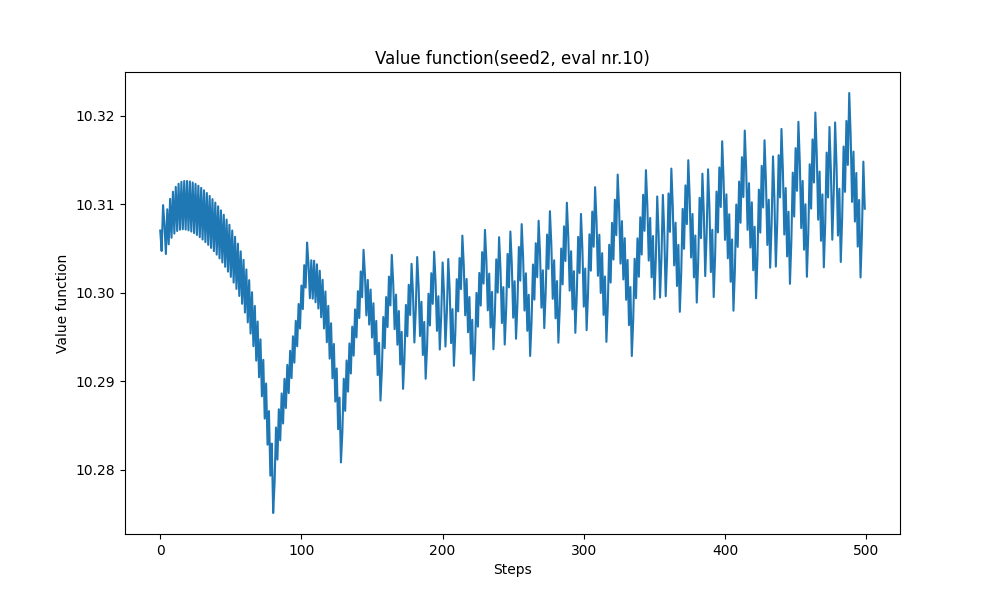 Value function(seed2, eval nr.10)
Value function
10.32
10.31
10.30
10.29
10.28
0 100 200 300 400 500
Steps